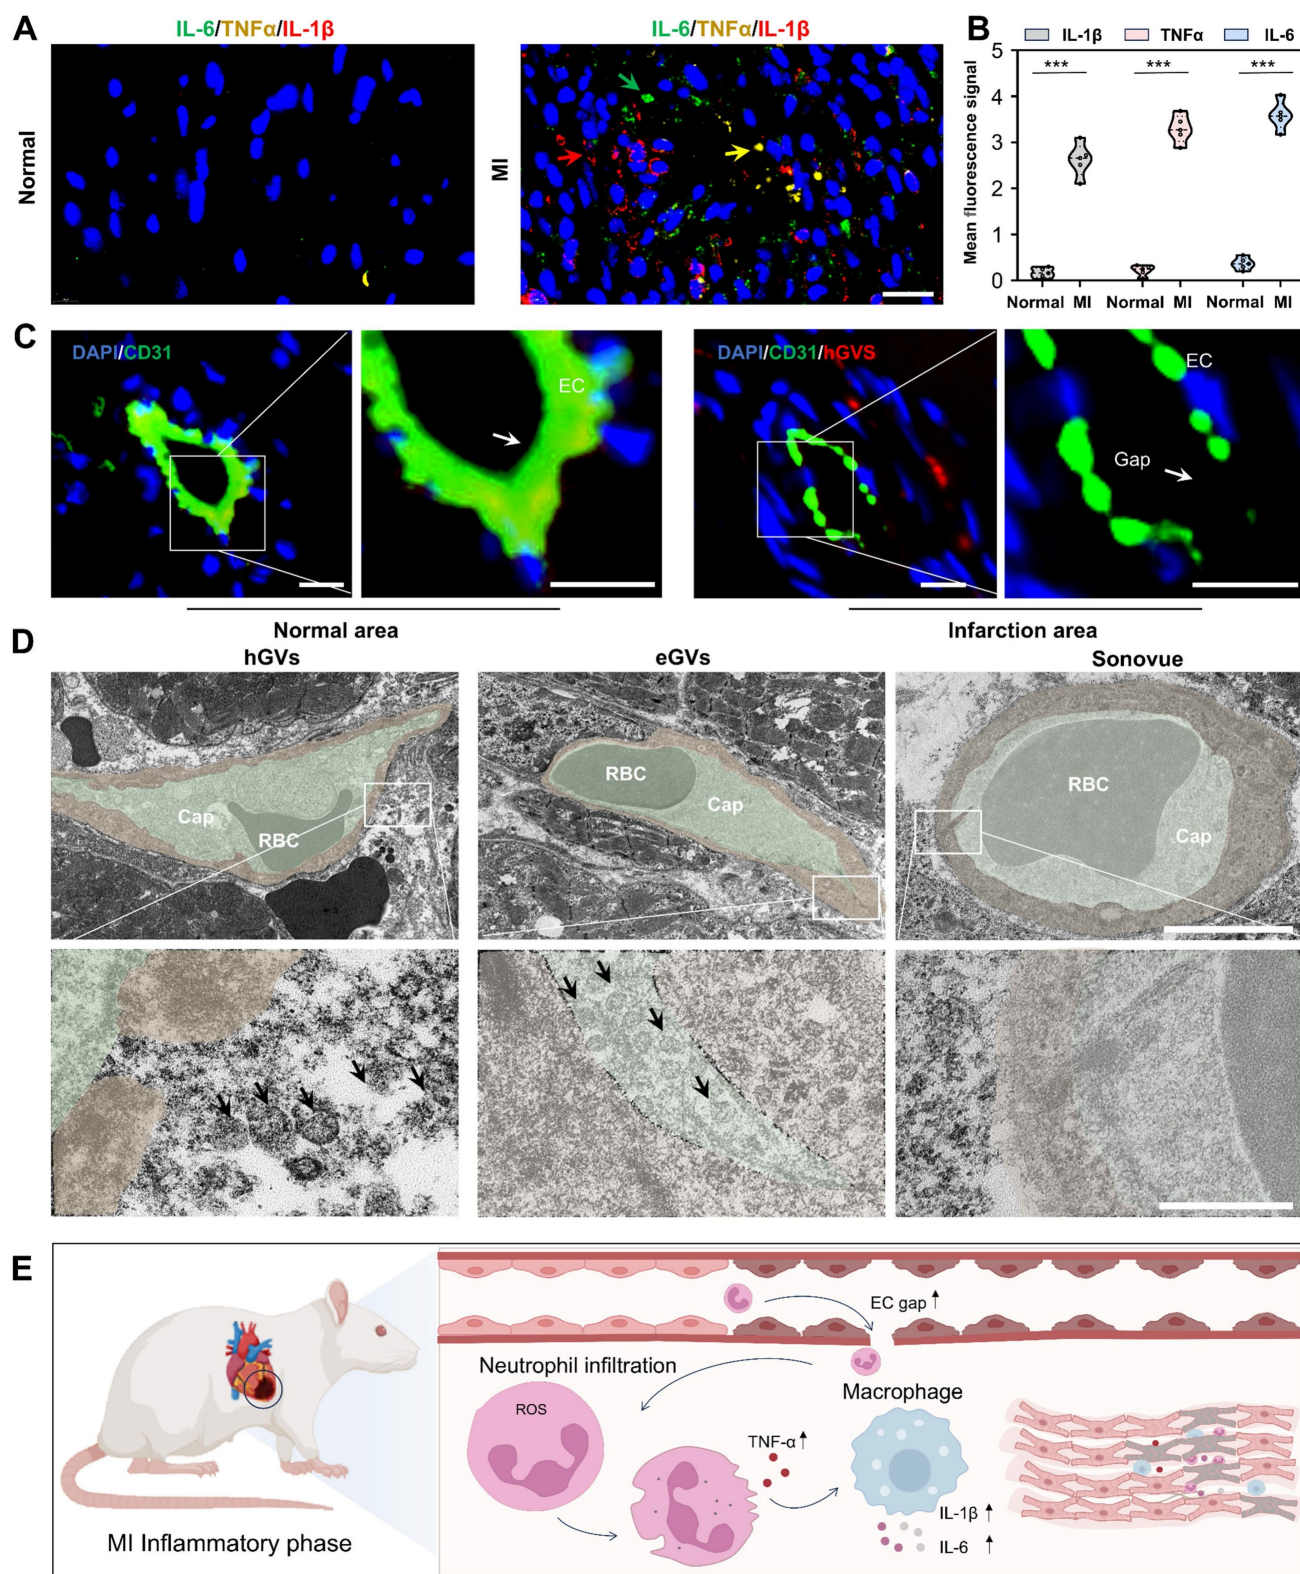 A
IL-6/TNFα/IL-1β
Normal
IL-6/TNFα/IL-1β
MI
B
IL-1β TNFα IL-6
Mean fluorescence signal
5
4
3
2
1
0
*** *** ***
Normal MI Normal MI Normal MI
C
DAPI/CD31
EC
DAPI/CD31/hGVS
EC
Gap
Normal area
Infarction area
D
hGVs
eGVs
Sonovue
Cap
RBC
RBC
Cap
RBC
Cap
E
EC gap
Neutrophil infiltration
ROS
Macrophage
TNF-α
IL-1β
IL-6
MI Inflammatory phase